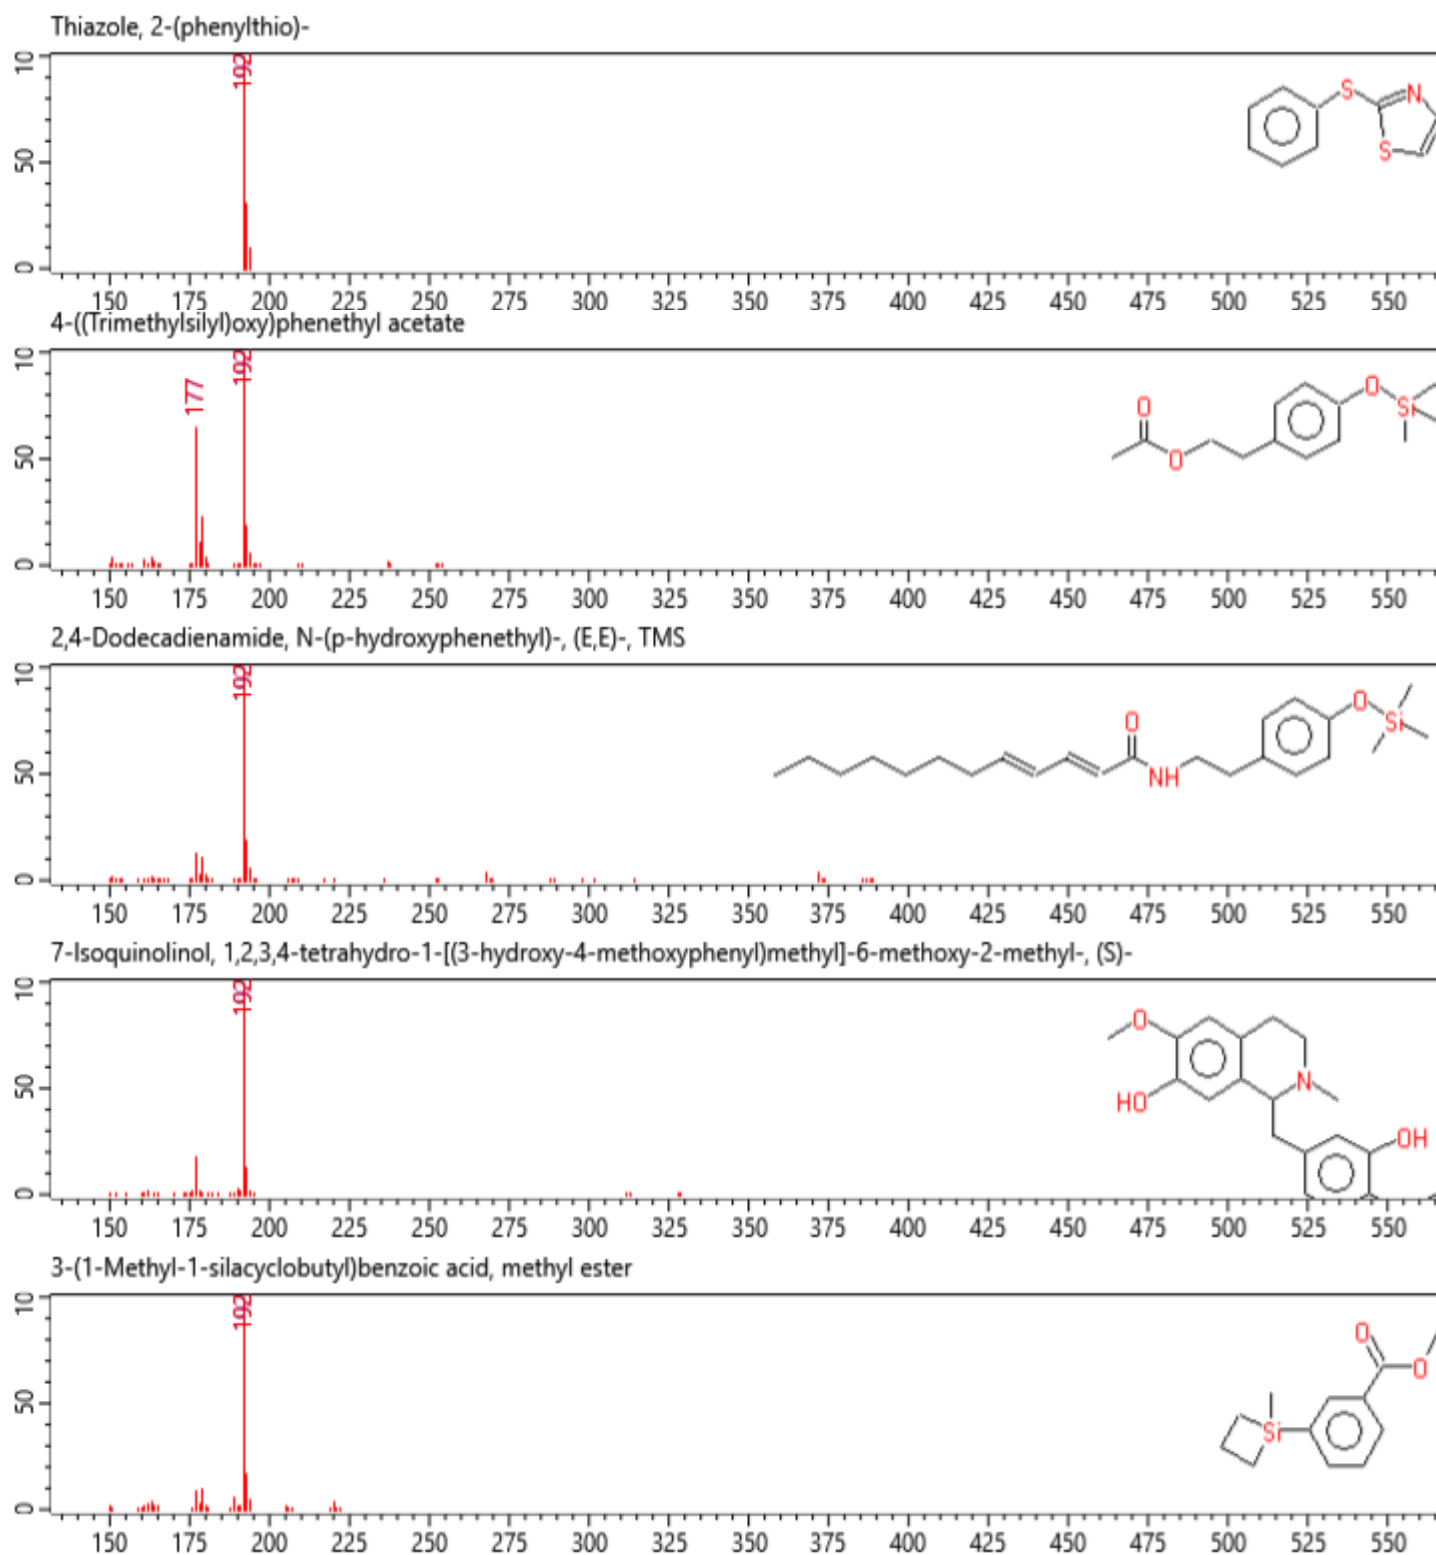 Thiazole, 2-(phenylthio)-
10
192
50
0
S
N
S
150 175 200 225 250 275 300 325 350 375 400 425 450 475 500 525 550
4-((Trimethylsilyl)oxy)phenethyl acetate
10
192
177
50
0
O
Si
O
O
150 175 200 225 250 275 300 325 350 375 400 425 450 475 500 525 550
2,4-Dodecadienamide, N-(p-hydroxyphenethyl)-, (E,E)-, TMS
10
192
50
0
O
Si
O
NH
150 175 200 225 250 275 300 325 350 375 400 425 450 475 500 525 550
7-Isoquinolinol, 1,2,3,4-tetrahydro-1-[(3-hydroxy-4-methoxyphenyl)methyl]-6-methoxy-2-methyl-, (S)-
10
192
50
0
O
N
HO
OH
150 175 200 225 250 275 300 325 350 375 400 425 450 475 500 525 550
3-(1-Methyl-1-silacyclobutyl)benzoic acid, methyl ester
10
192
50
0
O
O
Si
150 175 200 225 250 275 300 325 350 375 400 425 450 475 500 525 550